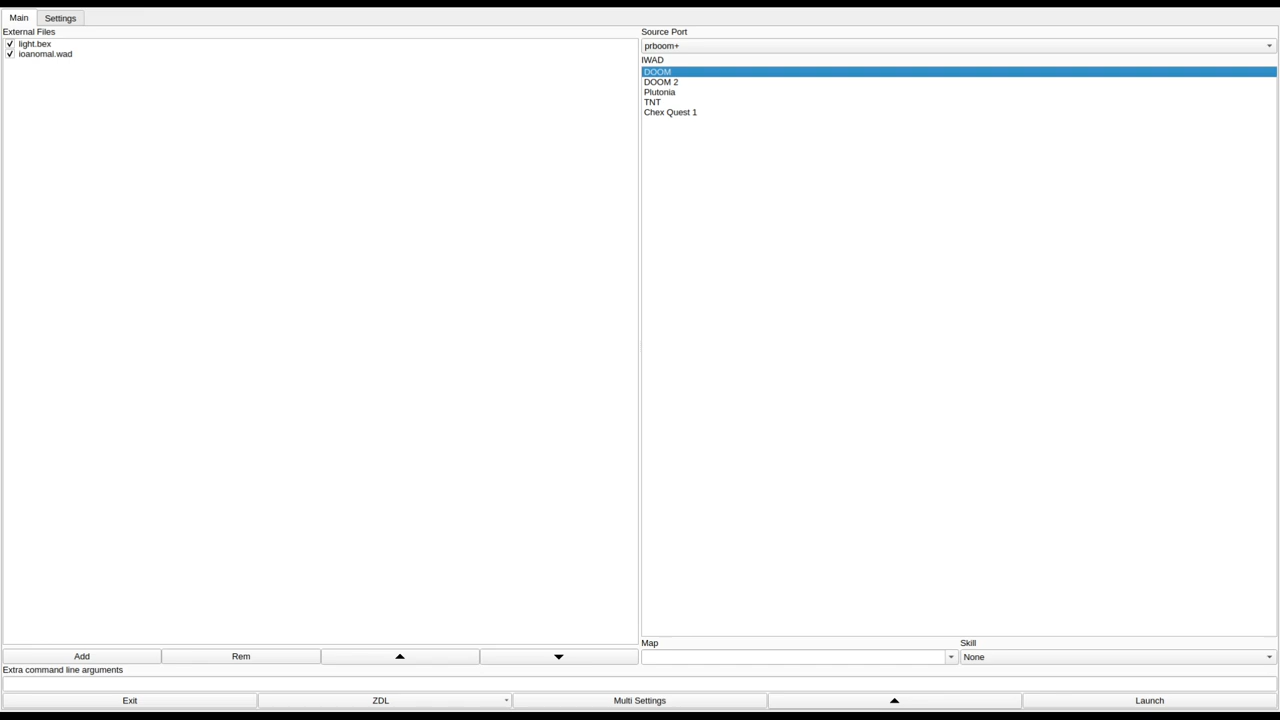 Main Settings
External Files
light.bex
ioanomal.wad
Source Port
prboom+
IWAD
DOOM
DOOM 2
Plutonia
TNT
Chex Quest 1
Map Skill
None
Add Rem
Extra command line arguments
Exit ZDL Multi Settings Launch